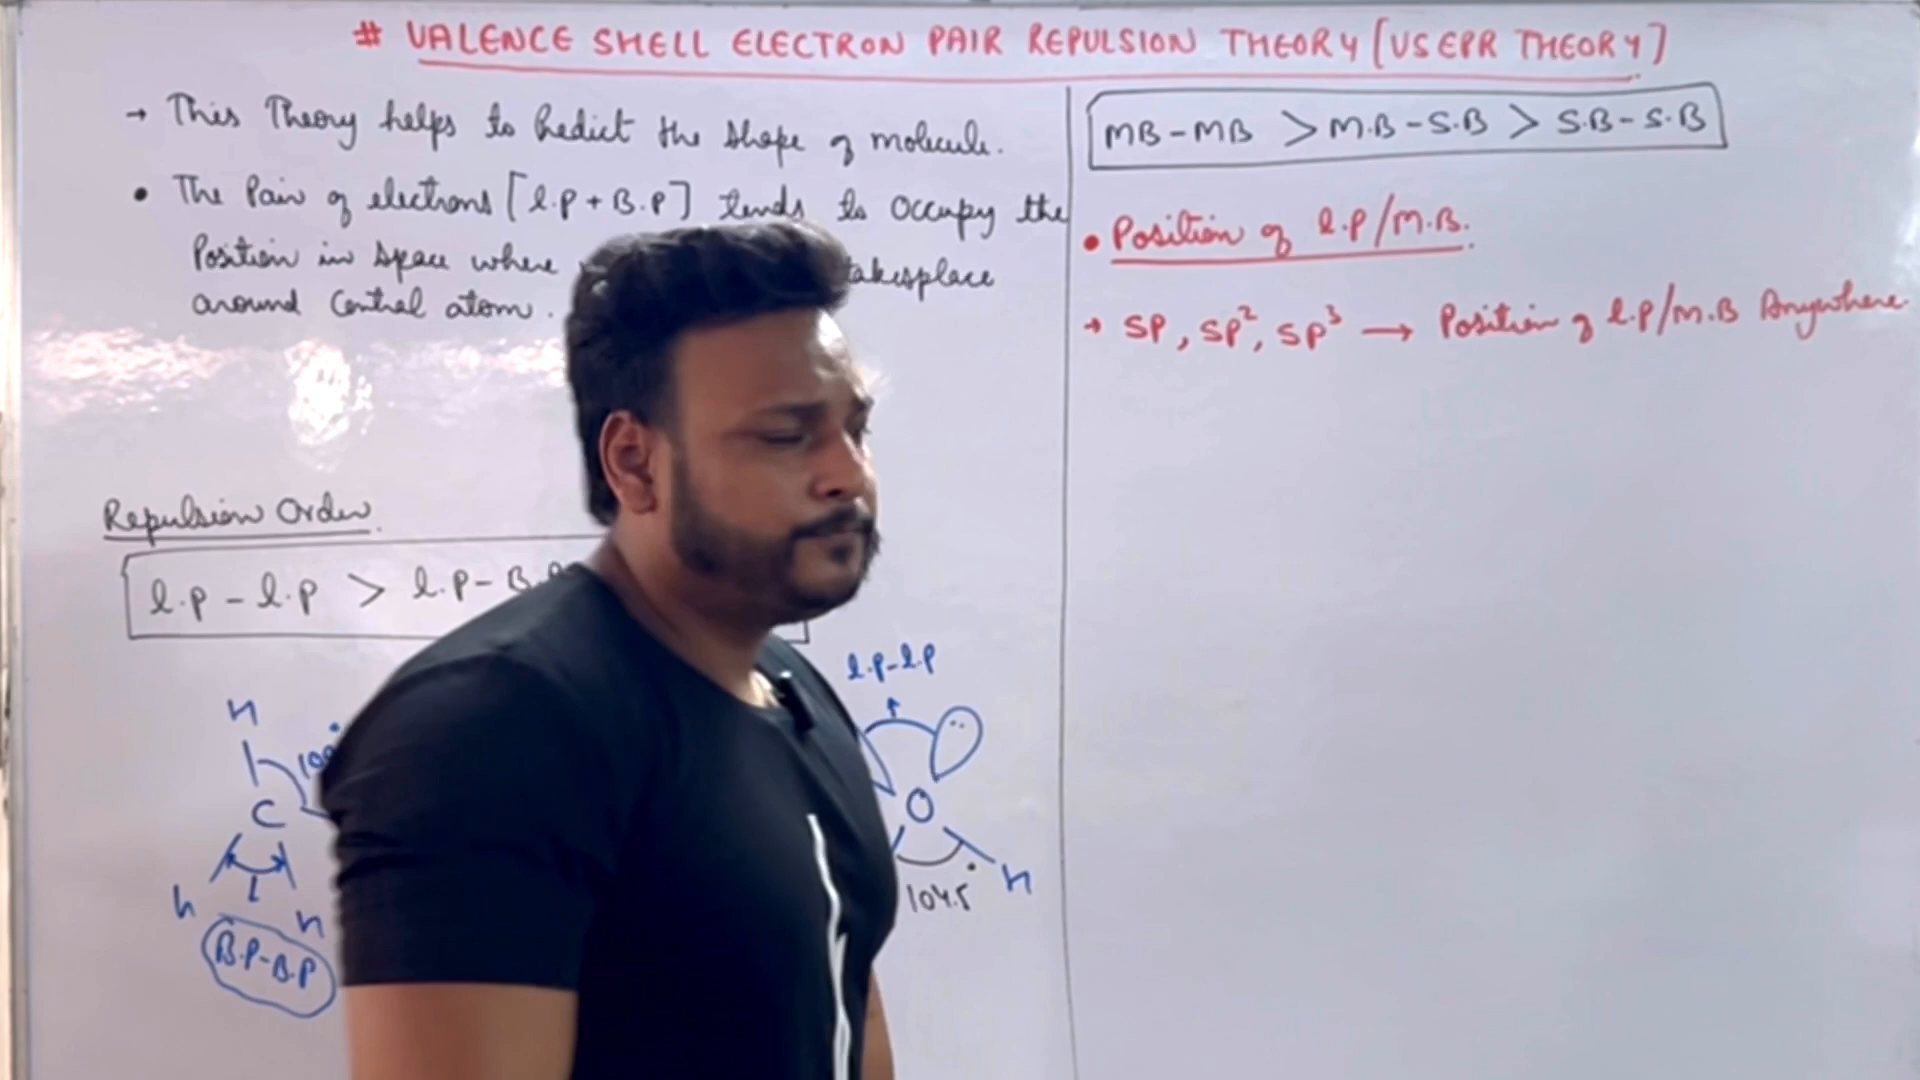 # VALENCE SHELL ELECTRON PAIR REPULSION THEORY [VSEPR THEORY]
→ This Theory helps to Predict the shape of molecule.
• The Pair of electrons [l.p + B.P] tends to occupy the
Position in space where takesplace
around Central atom.
Repulsion Order
l.p - l.p > l.p - B.P
H
109°
C
H
H
B.P-B.P
l.p-l.p
O
H
104.5°
MB - MB > M.B - S.B > S.B - S.B
• Position of l.P/M.B.
→ SP, SP², SP³ → Position of l.P/M.B Anywhere